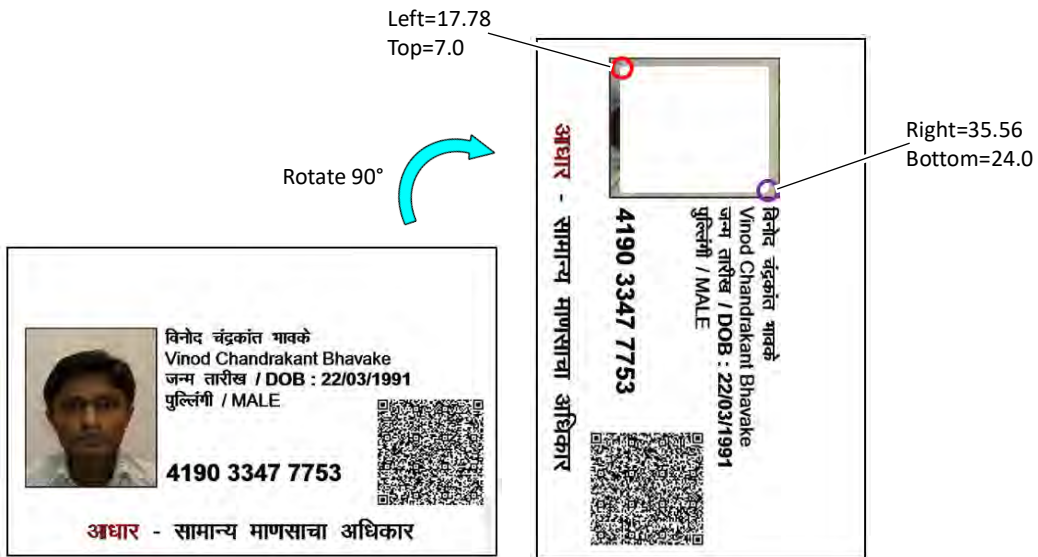 Left=17.78
Top=7.0
Right=35.56
Bottom=24.0
Rotate 90°
विनोद चंद्रकांत भावके
Vinod Chandrakant Bhavake
जन्म तारीख / DOB : 22/03/1991
पुल्लिंगी / MALE
4190 3347 7753
आधार - सामान्य माणसाचा अधिकार
विनोद चंद्रकांत भावके
Vinod Chandrakant Bhavake
जन्म तारीख / DOB : 22/03/1991
पुल्लिंगी / MALE
4190 3347 7753
आधार - सामान्य माणसाचा अधिकार